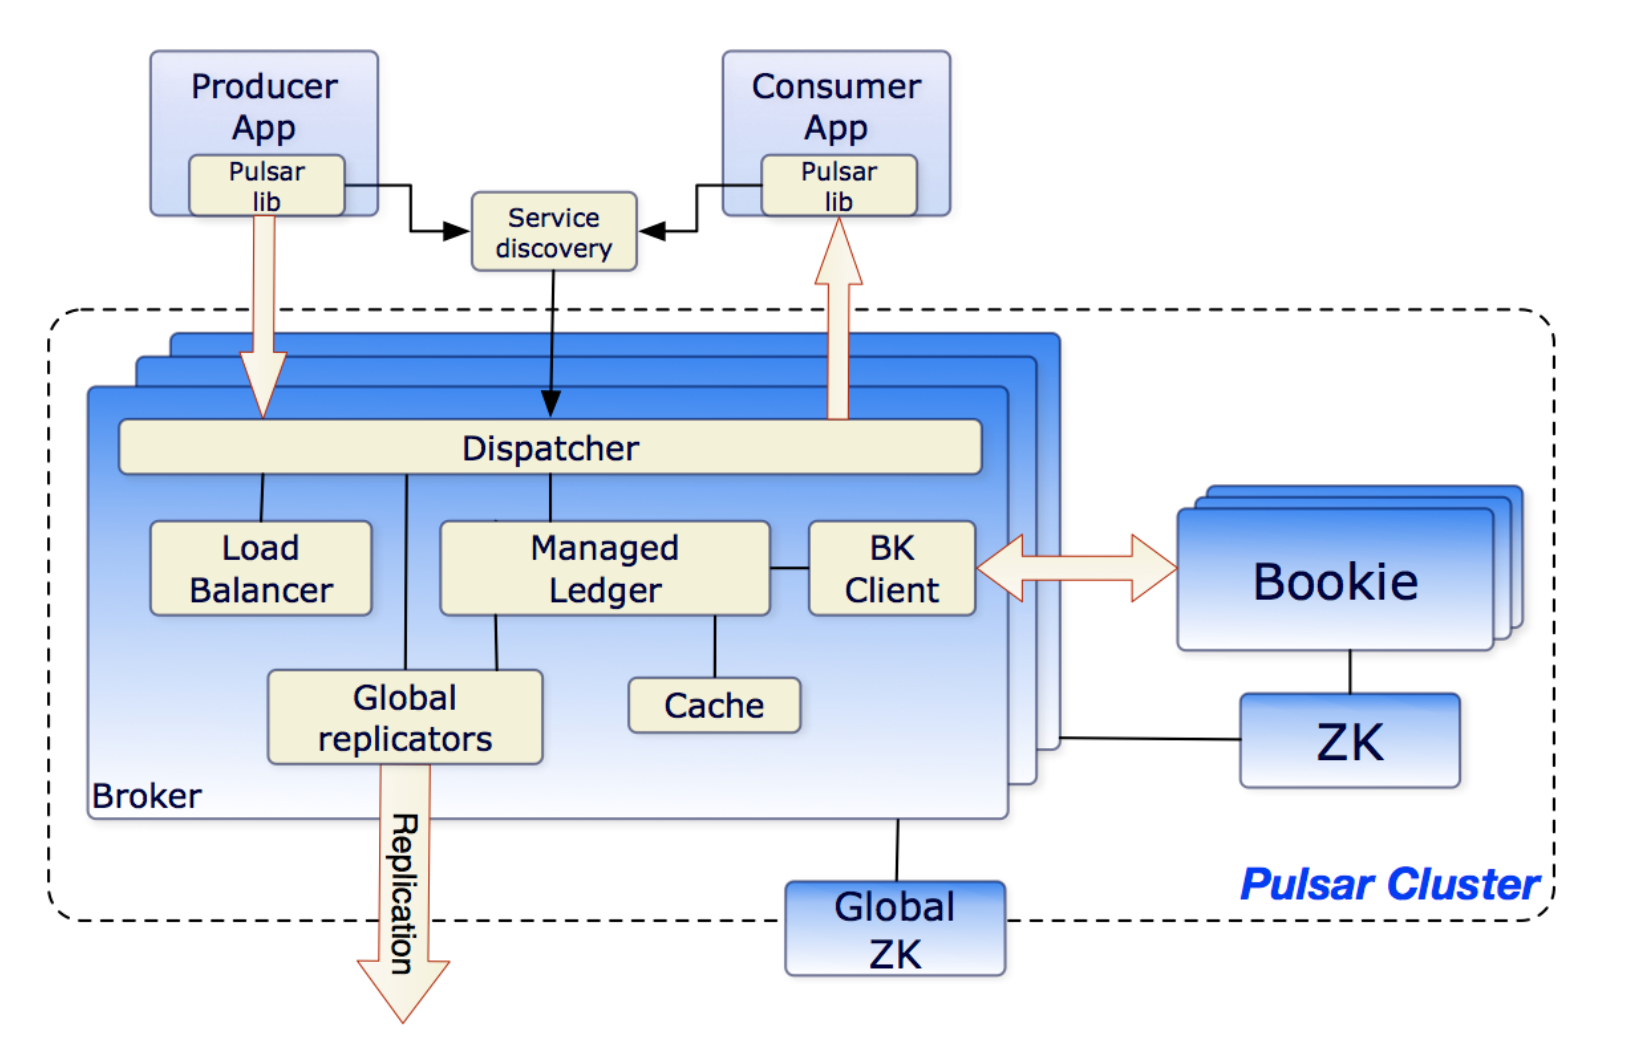 Producer
App
Pulsar
lib
Consumer
App
Pulsar
lib
Service
discovery
Dispatcher
Load
Balancer
Managed
Ledger
BK
Client
Bookie
Global
replicators
Cache
ZK
Broker
Replication
Pulsar Cluster
Global
ZK